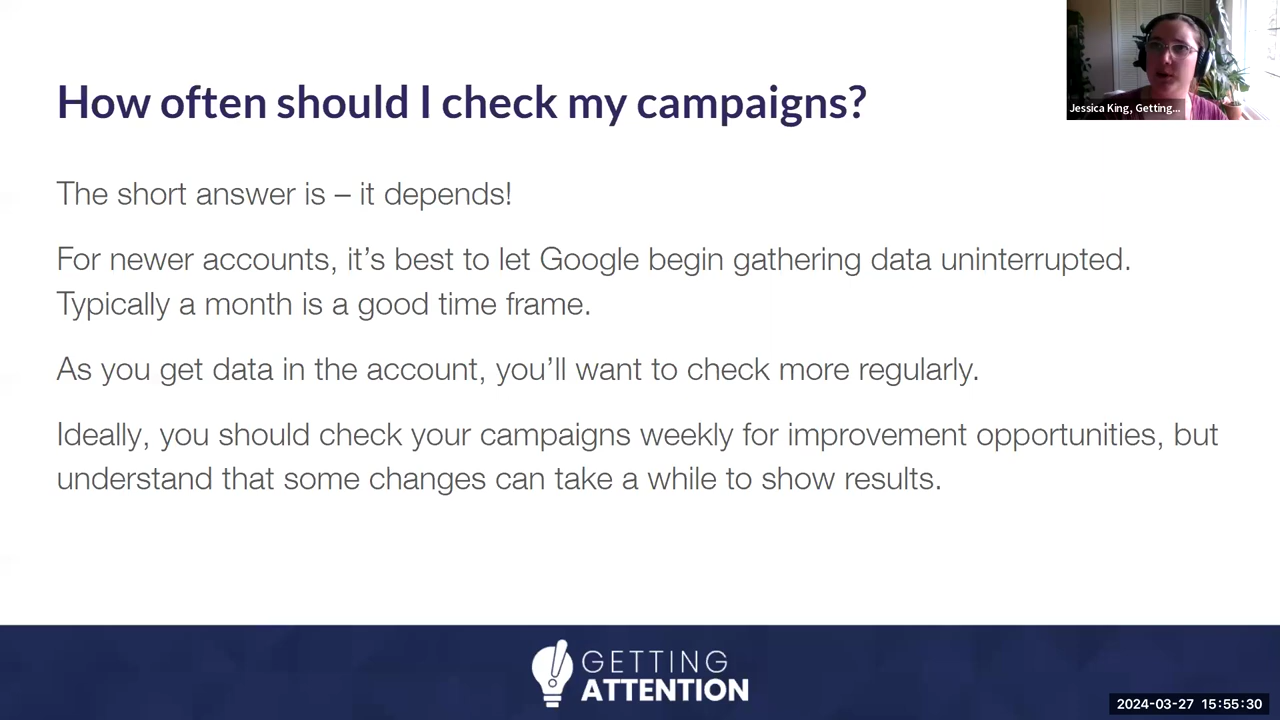 How often should I check my campaigns?
Jessica King, Getting...
The short answer is – it depends!
For newer accounts, it’s best to let Google begin gathering data uninterrupted.
Typically a month is a good time frame.
As you get data in the account, you’ll want to check more regularly.
Ideally, you should check your campaigns weekly for improvement opportunities, but
understand that some changes can take a while to show results.
GETTING
ATTENTION
2024-03-27 15:55:30